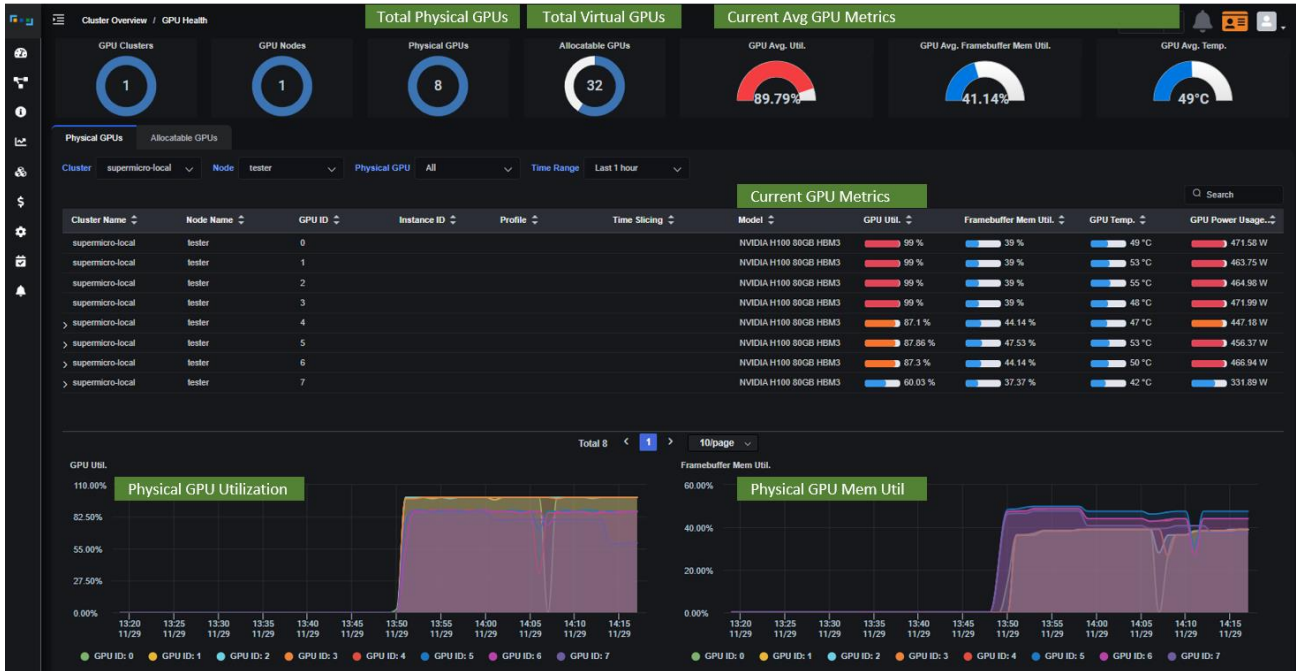 Cluster Overview / GPU Health
Total Physical GPUs
Total Virtual GPUs
Current Avg GPU Metrics
GPU Clusters
GPU Nodes
Physical GPUs
Allocatable GPUs
GPU Avg. Util.
GPU Avg. Framebuffer Mem Util.
GPU Avg. Temp.
1
1
8
32
89.79%
41.14%
49°C
Physical GPUs Allocatable GPUs
Cluster supermicro-local Node tester Physical GPU All Time Range Last 1 hour
Current GPU Metrics
Search
Cluster Name Node Name GPU ID Instance ID Profile Time Slicing Model GPU Util. Framebuffer Mem Util. GPU Temp. GPU Power Usage...
supermicro-local tester 0 NVIDIA H100 80GB HBM3 99 % 39 % 49 °C 471.58 W
supermicro-local tester 1 NVIDIA H100 80GB HBM3 99 % 39 % 53 °C 463.75 W
supermicro-local tester 2 NVIDIA H100 80GB HBM3 99 % 39 % 55 °C 464.98 W
supermicro-local tester 3 NVIDIA H100 80GB HBM3 99 % 39 % 48 °C 471.99 W
supermicro-local tester 4 NVIDIA H100 80GB HBM3 87.1 % 44.14 % 47 °C 447.18 W
supermicro-local tester 5 NVIDIA H100 80GB HBM3 87.86 % 47.53 % 53 °C 456.37 W
supermicro-local tester 6 NVIDIA H100 80GB HBM3 87.3 % 44.14 % 50 °C 466.94 W
supermicro-local tester 7 NVIDIA H100 80GB HBM3 60.03 % 37.37 % 42 °C 331.89 W
Total 8 < 1 > 10/page
GPU Util.
Physical GPU Utilization
110.00%
82.50%
55.00%
27.50%
0.00%
13:20 13:25 13:30 13:35 13:40 13:45 13:50 13:55 14:00 14:05 14:10 14:15
11/29 11/29 11/29 11/29 11/29 11/29 11/29 11/29 11/29 11/29 11/29 11/29
GPU ID: 0 GPU ID: 1 GPU ID: 2 GPU ID: 3 GPU ID: 4 GPU ID: 5 GPU ID: 6 GPU ID: 7
Framebuffer Mem Util.
Physical GPU Mem Util
60.00%
40.00%
20.00%
0.00%
13:20 13:25 13:30 13:35 13:40 13:45 13:50 13:55 14:00 14:05 14:10 14:15
11/29 11/29 11/29 11/29 11/29 11/29 11/29 11/29 11/29 11/29 11/29 11/29
GPU ID: 0 GPU ID: 1 GPU ID: 2 GPU ID: 3 GPU ID: 4 GPU ID: 5 GPU ID: 6 GPU ID: 7